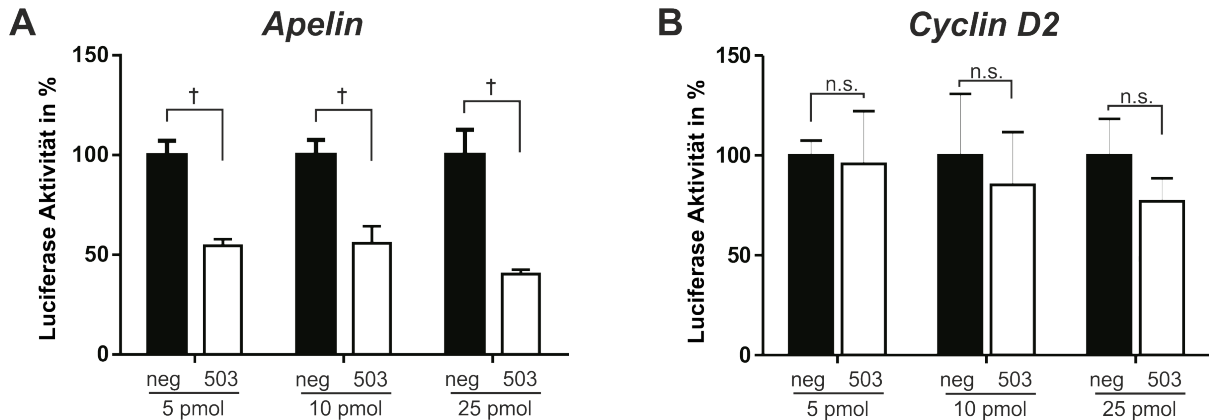 A
Apelin
Luciferase Aktivität in %
150
100
50
0
†
†
†
neg 503
neg 503
neg 503
5 pmol
10 pmol
25 pmol
B
Cyclin D2
Luciferase Aktivität in %
150
100
50
0
n.s.
n.s.
n.s.
neg 503
neg 503
neg 503
5 pmol
10 pmol
25 pmol